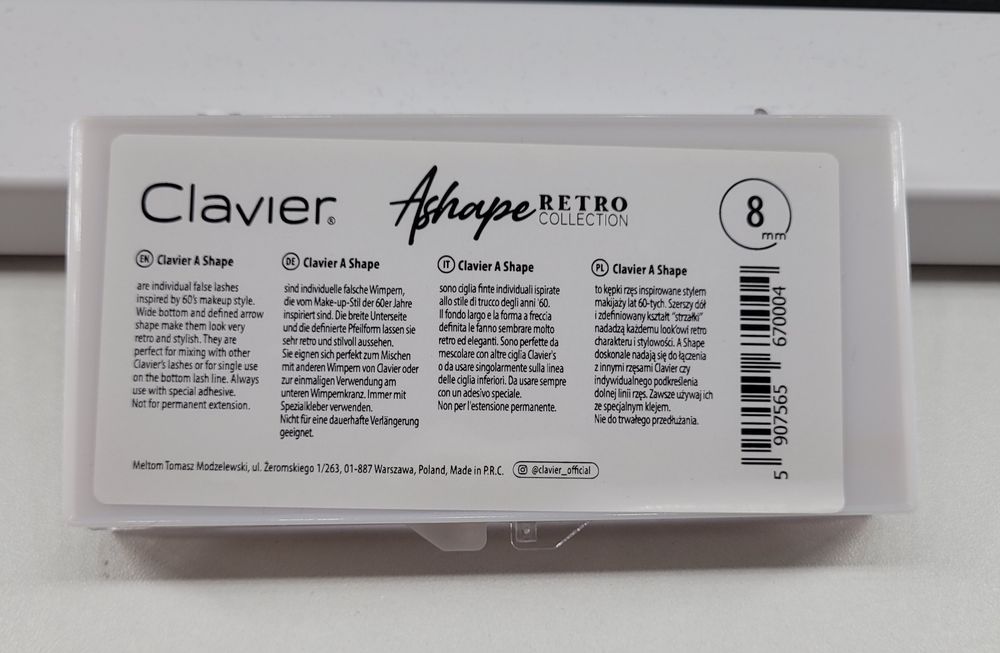 Clavier®
Ashape RETRO
COLLECTION
8
mm
EN Clavier A Shape
are individual false lashes
inspired by 60's makeup style.
Wide bottom and defined arrow
shape make them look very
retro and stylish. They are
perfect for mixing with other
Clavier's lashes or for single use
on the bottom lash line. Always
use with special adhesive.
Not for permanent extension.
DE Clavier A Shape
sind individuelle falsche Wimpern,
die vom Make-up-Stil der 60er Jahre
inspiriert sind. Die breite Unterseite
und die definierte Pfeilform lassen sie
sehr retro und stilvoll aussehen.
Sie eignen sich perfekt zum Mischen
mit anderen Wimpern von Clavier oder
zur einmaligen Verwendung am
unteren Wimpernkranz. Immer mit
Spezialkleber verwenden.
Nicht für eine dauerhafte Verlängerung
geeignet.
IT Clavier A Shape
sono ciglia finte individuali ispirate
allo stile di trucco degli anni '60.
Il fondo largo e la forma a freccia
definita le fanno sembrare molto
retro ed eleganti. Sono perfette da
mescolare con altre ciglia Clavier's
o da usare singolarmente sulla linea
delle ciglia inferiori. Da usare sempre
con un adesivo speciale.
Non per l'estensione permanente.
PL Clavier A Shape
to kępki rzęs inspirowane stylem
makijaży lat 60-tych. Szerszy dół
i zdefiniowany kształt "strzałki"
nadadzą każdemu look'owi retro
charakteru i stylowości. A Shape
doskonale nadają się do łączenia
z innymi rzęsami Clavier czy
indywidualnego podkreślenia
dolnej linii rzęs. Zawsze używaj ich
ze specjalnym klejem.
Nie do trwałego przedłużania.
5 907565 670004
Meltom Tomasz Modzelewski, ul. Żeromskiego 1/263, 01-887 Warszawa, Poland, Made in P.R.C.
@clavier_official